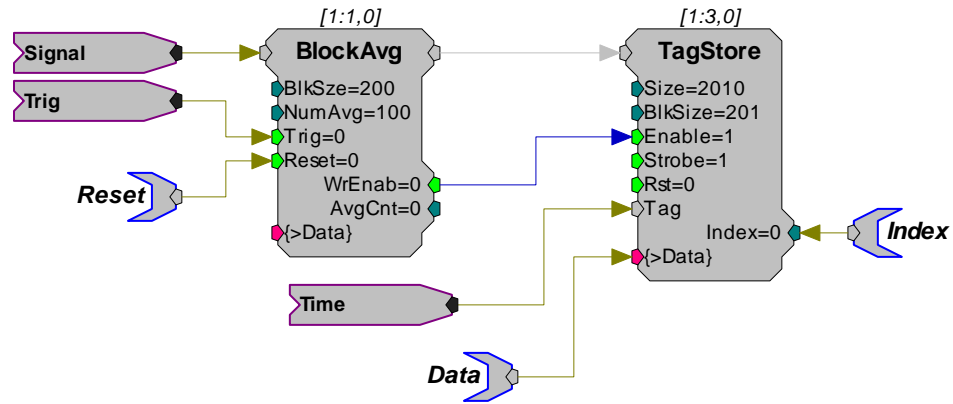 [1:1,0]
[1:3,0]
Signal
BlockAvg
TagStore
BlkSze=200
Size=2010
Trig
NumAvg=100
BlkSize=201
Trig=0
Enable=1
Reset=0
Strobe=1
Reset
WrEnab=0
Rst=0
AvgCnt=0
Tag
{>Data}
Index=0
Index
{>Data}
Time
Data